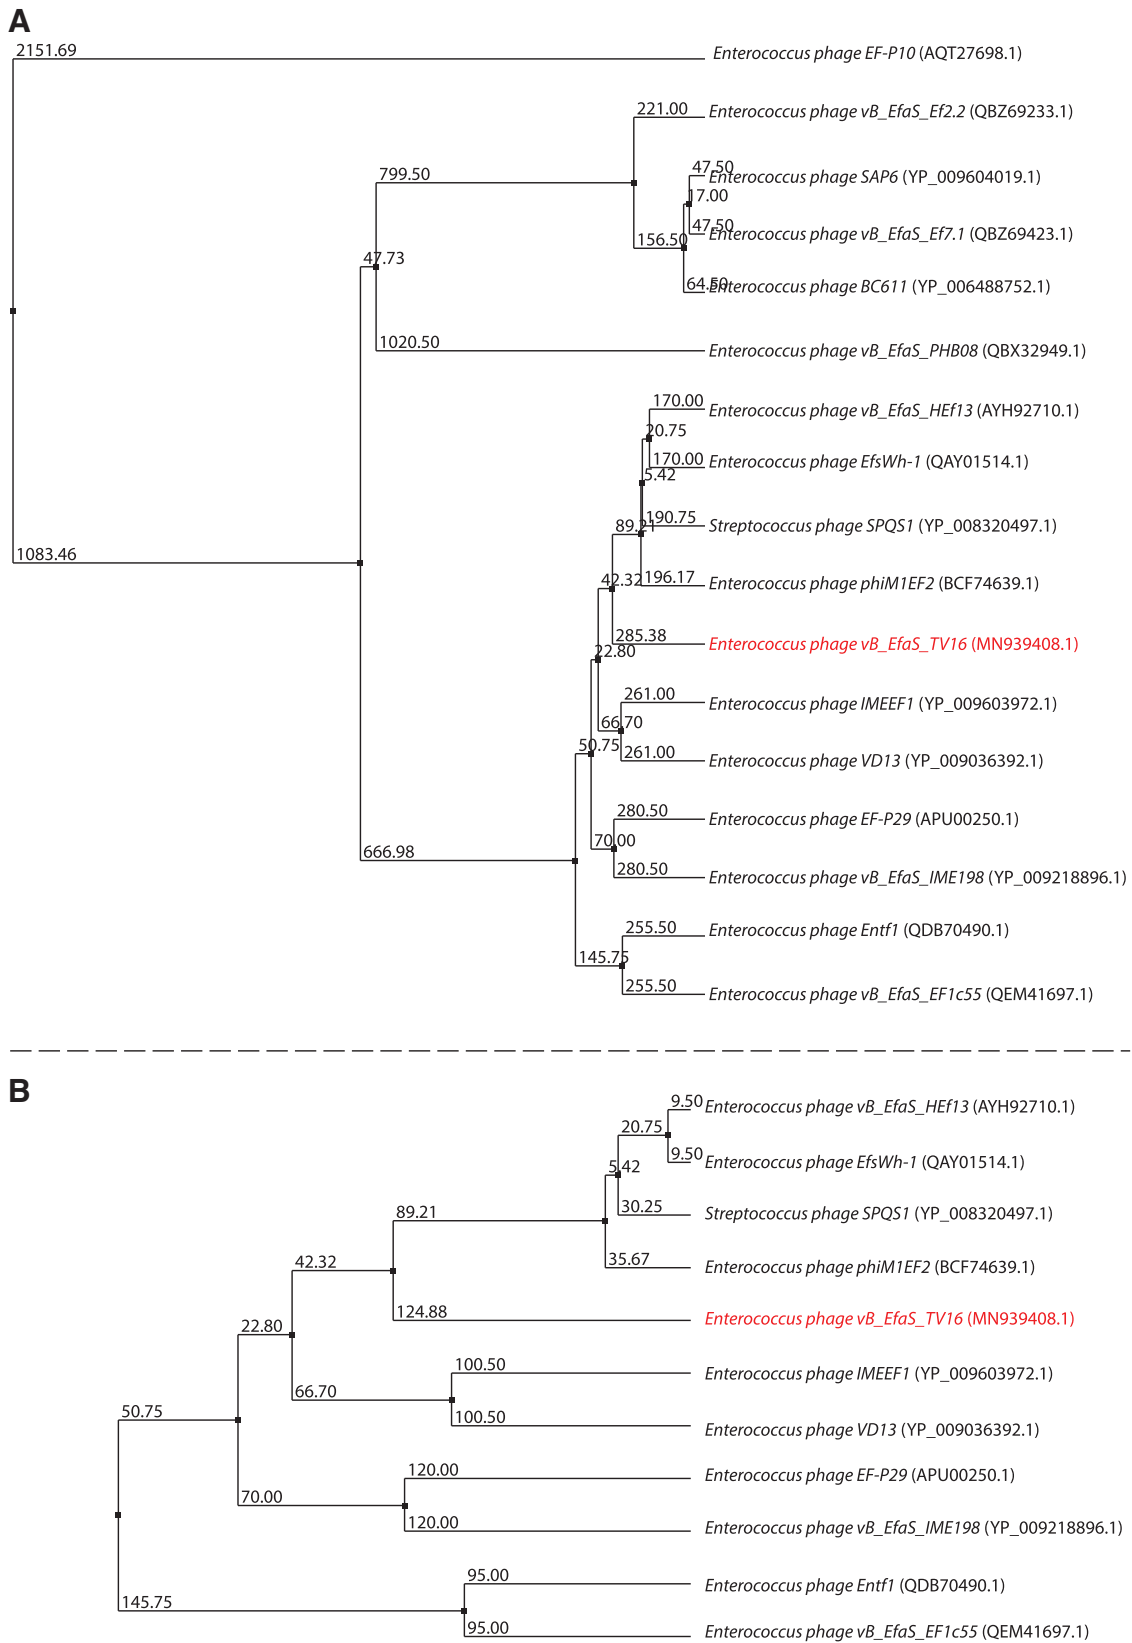 A
2151.69
Enterococcus phage EF-P10 (AQT27698.1)
221.00
Enterococcus phage vB_EfaS_Ef2.2 (QBZ69233.1)
799.50
47.50
Enterococcus phage SAP6 (YP_009604019.1)
17.00
47.50
Enterococcus phage vB_EfaS_Ef7.1 (QBZ69423.1)
156.50
47.73
64.50
Enterococcus phage BC611 (YP_006488752.1)
1020.50
Enterococcus phage vB_EfaS_PHB08 (QBX32949.1)
170.00
Enterococcus phage vB_EfaS_HEf13 (AYH92710.1)
20.75
170.00
Enterococcus phage EfsWh-1 (QAY01514.1)
5.42
190.75
Streptococcus phage SPQS1 (YP_008320497.1)
89.21
1083.46
42.32
196.17
Enterococcus phage phiM1EF2 (BCF74639.1)
285.38
Enterococcus phage vB_EfaS_TV16 (MN939408.1)
22.80
261.00
Enterococcus phage IMEEF1 (YP_009603972.1)
66.70
50.75
261.00
Enterococcus phage VD13 (YP_009036392.1)
280.50
Enterococcus phage EF-P29 (APU00250.1)
70.00
666.98
280.50
Enterococcus phage vB_EfaS_IME198 (YP_009218896.1)
255.50
Enterococcus phage Entf1 (QDB70490.1)
145.75
255.50
Enterococcus phage vB_EfaS_EF1c55 (QEM41697.1)
B
9.50
Enterococcus phage vB_EfaS_HEf13 (AYH92710.1)
20.75
9.50
Enterococcus phage EfsWh-1 (QAY01514.1)
5.42
30.25
Streptococcus phage SPQS1 (YP_008320497.1)
89.21
42.32
35.67
Enterococcus phage phiM1EF2 (BCF74639.1)
124.88
Enterococcus phage vB_EfaS_TV16 (MN939408.1)
22.80
100.50
Enterococcus phage IMEEF1 (YP_009603972.1)
66.70
50.75
100.50
Enterococcus phage VD13 (YP_009036392.1)
120.00
Enterococcus phage EF-P29 (APU00250.1)
70.00
120.00
Enterococcus phage vB_EfaS_IME198 (YP_009218896.1)
95.00
Enterococcus phage Entf1 (QDB70490.1)
145.75
95.00
Enterococcus phage vB_EfaS_EF1c55 (QEM41697.1)